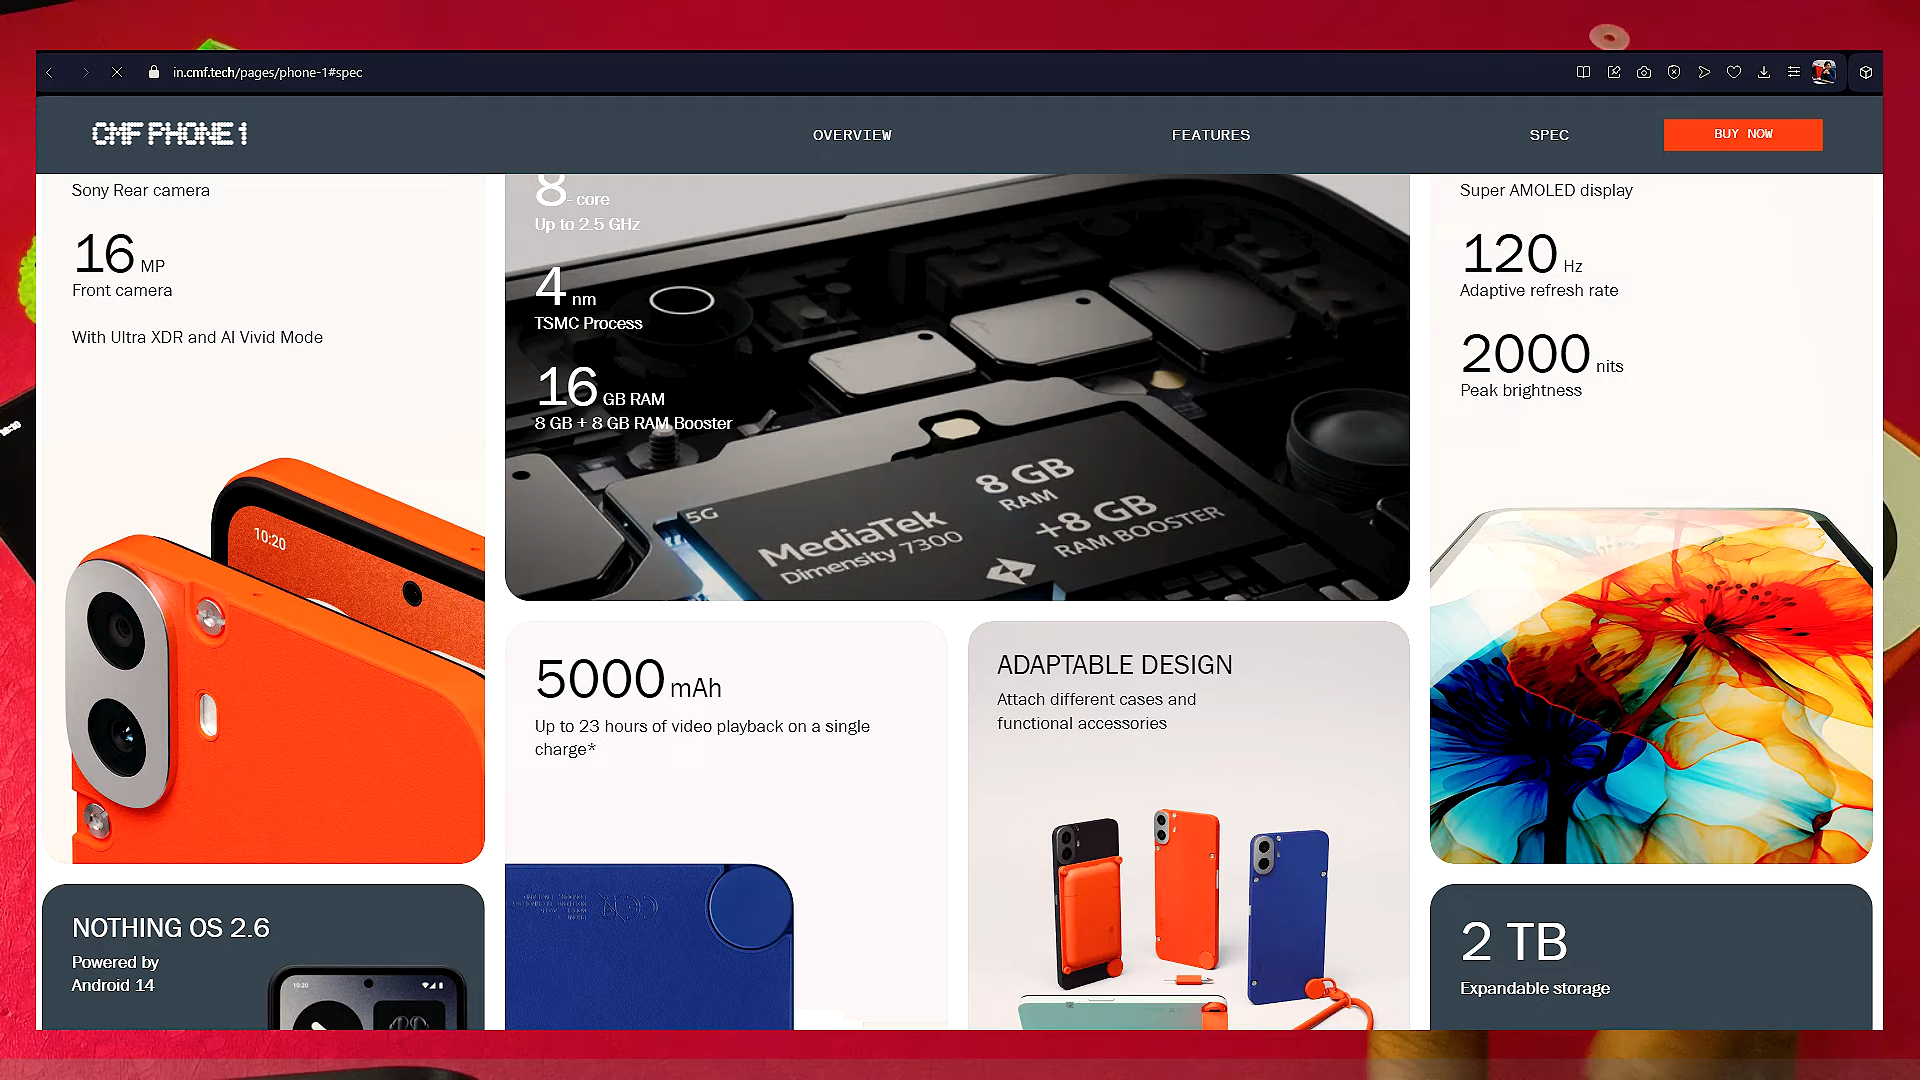 in.cmf.tech/pages/phone-1#spec
CMF PHONE 1
OVERVIEW
FEATURES
SPEC
BUY NOW
Sony Rear camera
16 MP
Front camera
With Ultra XDR and AI Vivid Mode
10:20
8 - core
Up to 2.5 GHz
4 nm
TSMC Process
16 GB RAM
8 GB + 8 GB RAM Booster
5G
MediaTek
Dimensity 7300
8 GB
RAM
+8 GB
RAM BOOSTER
Super AMOLED display
120 Hz
Adaptive refresh rate
2000 nits
Peak brightness
5000 mAh
Up to 23 hours of video playback on a single
charge*
ADAPTABLE DESIGN
Attach different cases and
functional accessories
NOTHING OS 2.6
Powered by
Android 14
10:20
2 TB
Expandable storage